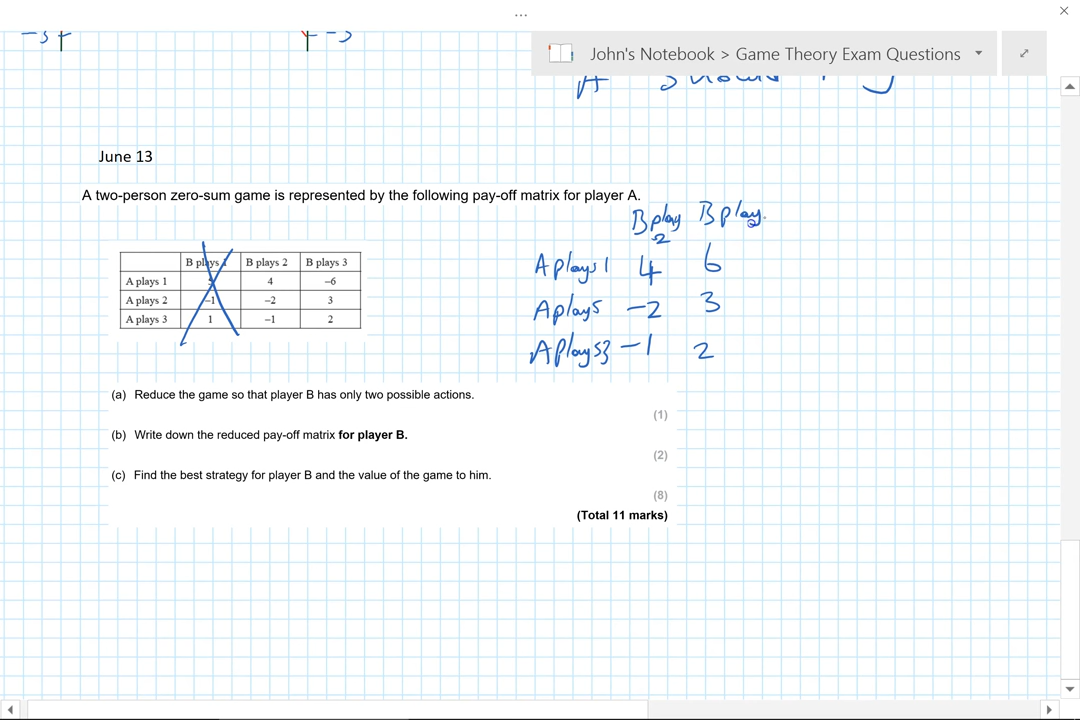 ...
John's Notebook > Game Theory Exam Questions
-3
-3
A should
June 13
A two-person zero-sum game is represented by the following pay-off matrix for player A.
B plays 1 B plays 2 B plays 3
A plays 1 4 –6
A plays 2 –1 –2 3
A plays 3 1 –1 2
B play 2 B play
A plays 1 4 6
A plays -2 3
A plays 3 -1 2
(a) Reduce the game so that player B has only two possible actions.
(1)
(b) Write down the reduced pay-off matrix for player B.
(2)
(c) Find the best strategy for player B and the value of the game to him.
(8)
(Total 11 marks)